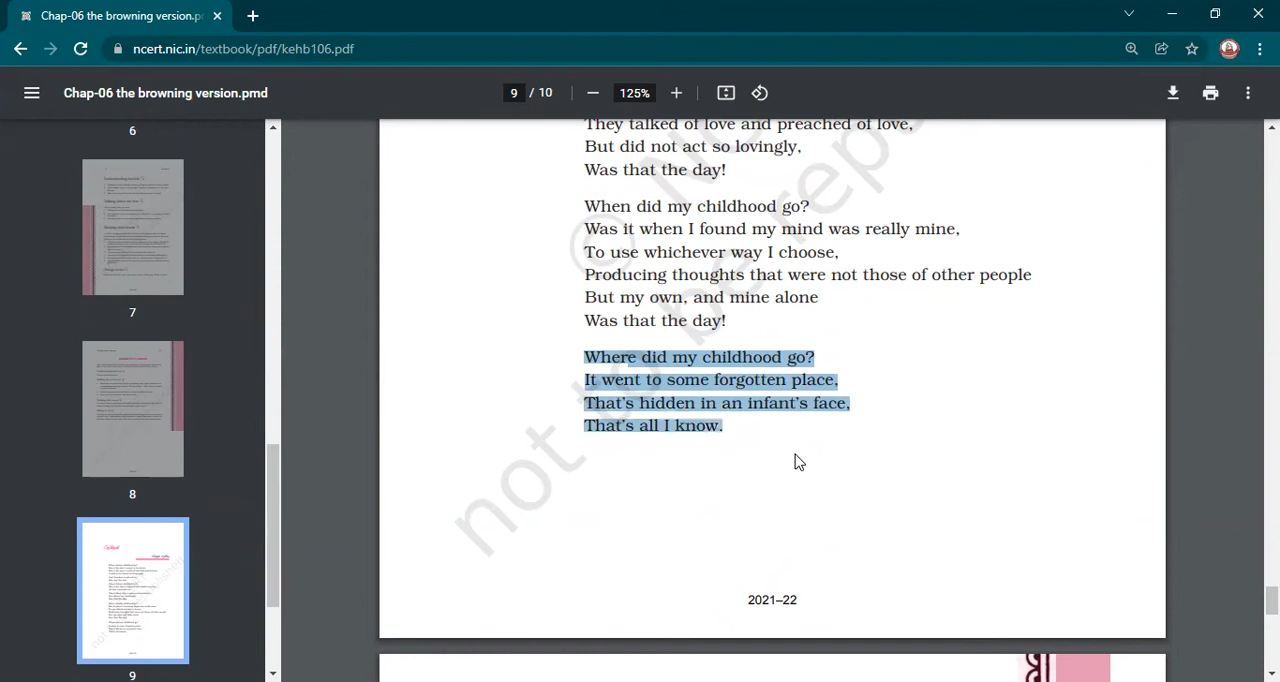 Chap-06 the browning version.p
ncert.nic.in/textbook/pdf/kehb106.pdf
Chap-06 the browning version.pmd
9 / 10
125%
6
7
8
9
They talked of love and preached of love,
But did not act so lovingly,
Was that the day!
When did my childhood go?
Was it when I found my mind was really mine,
To use whichever way I choose,
Producing thoughts that were not those of other people
But my own, and mine alone
Was that the day!
Where did my childhood go?
It went to some forgotten place,
That's hidden in an infant's face,
That's all I know.
2021–22
© NC
not to be repu